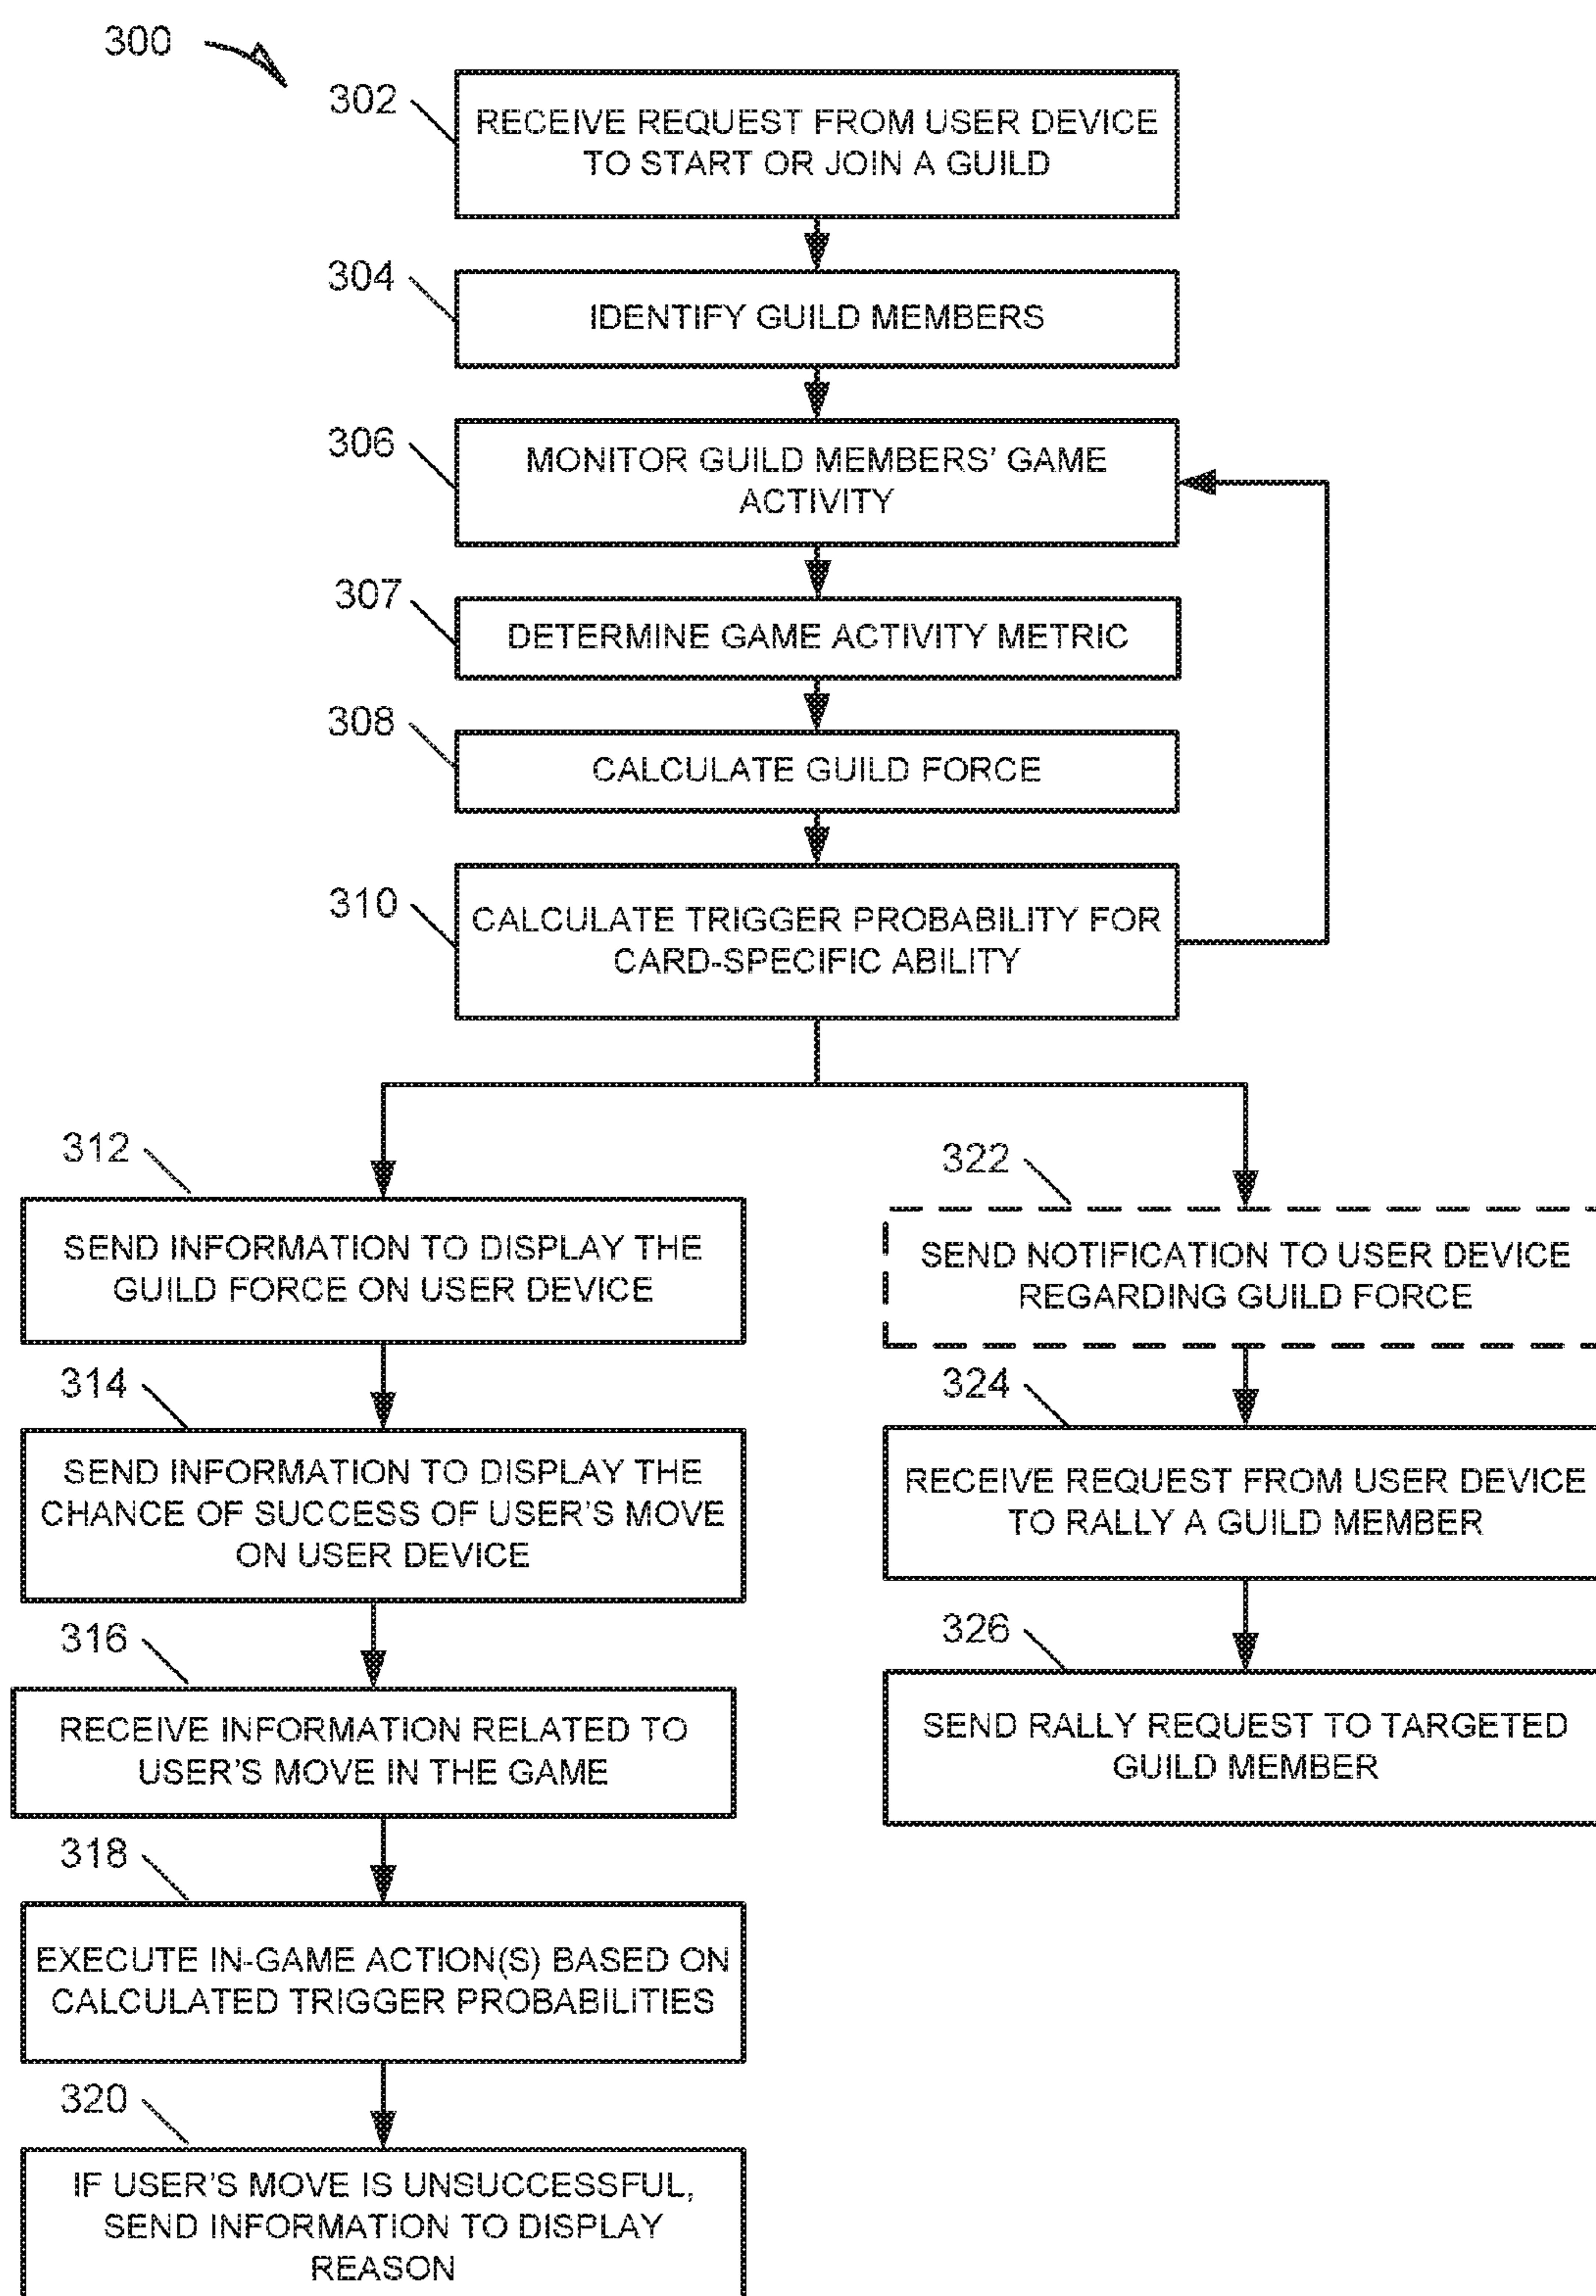 300
302
RECEIVE REQUEST FROM USER DEVICE
TO START OR JOIN A GUILD
304
IDENTIFY GUILD MEMBERS
306
MONITOR GUILD MEMBERS' GAME
ACTIVITY
307
DETERMINE GAME ACTIVITY METRIC
308
CALCULATE GUILD FORCE
310
CALCULATE TRIGGER PROBABILITY FOR
CARD-SPECIFIC ABILITY
312
SEND INFORMATION TO DISPLAY THE
GUILD FORCE ON USER DEVICE
314
SEND INFORMATION TO DISPLAY THE
CHANCE OF SUCCESS OF USER'S MOVE
ON USER DEVICE
316
RECEIVE INFORMATION RELATED TO
USER'S MOVE IN THE GAME
318
EXECUTE IN-GAME ACTION(S) BASED ON
CALCULATED TRIGGER PROBABILITIES
320
IF USER'S MOVE IS UNSUCCESSFUL,
SEND INFORMATION TO DISPLAY
REASON
322
SEND NOTIFICATION TO USER DEVICE
REGARDING GUILD FORCE
324
RECEIVE REQUEST FROM USER DEVICE
TO RALLY A GUILD MEMBER
326
SEND RALLY REQUEST TO TARGETED
GUILD MEMBER